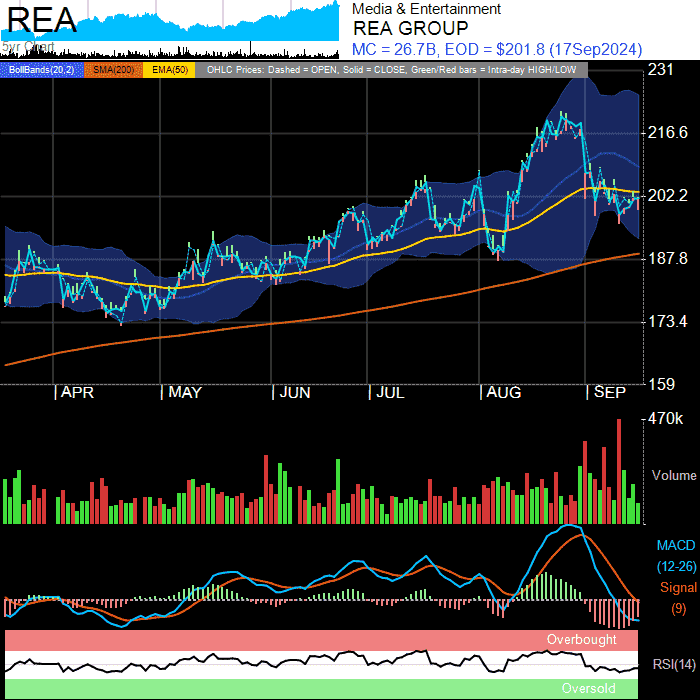 REA
5yr Chart
Media & Entertainment
REA GROUP
MC = 26.7B, EOD = $201.8 (17Sep2024)
BollBands(20,2) SMA(200) EMA(50) OHLC Prices: Dashed = OPEN, Solid = CLOSE, Green/Red bars = Intra-day HIGH/LOW
231
216.6
202.2
187.8
173.4
159
APR MAY JUN JUL AUG SEP
470k
Volume
MACD
(12-26)
Signal
(9)
Overbought
RSI(14)
Oversold